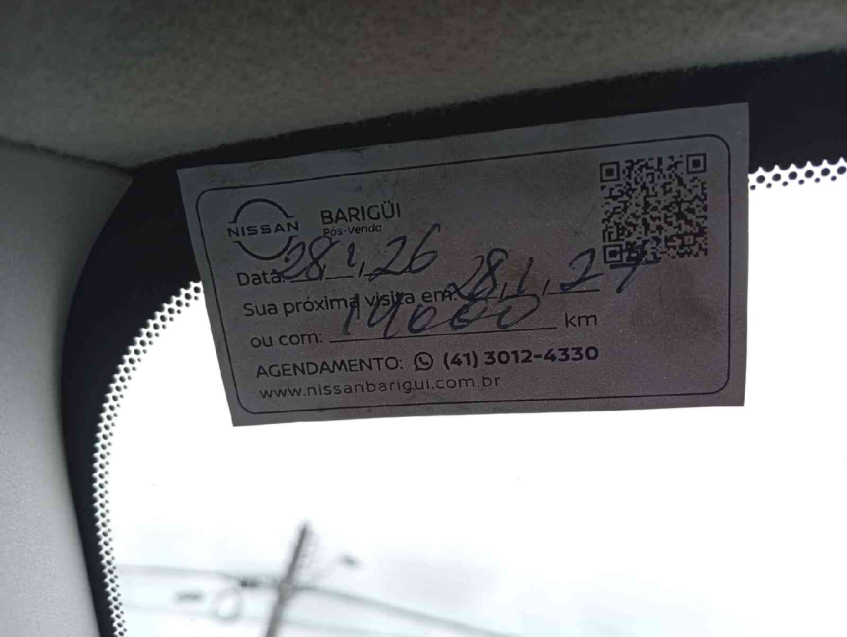 NISSAN BARIGÜI
Pós-Venda
Data: 28, 1, 26
Sua próxima visita em: 28, 1, 27
ou com: 14000 km
AGENDAMENTO: (41) 3012-4330
www.nissanbarigui.com.br